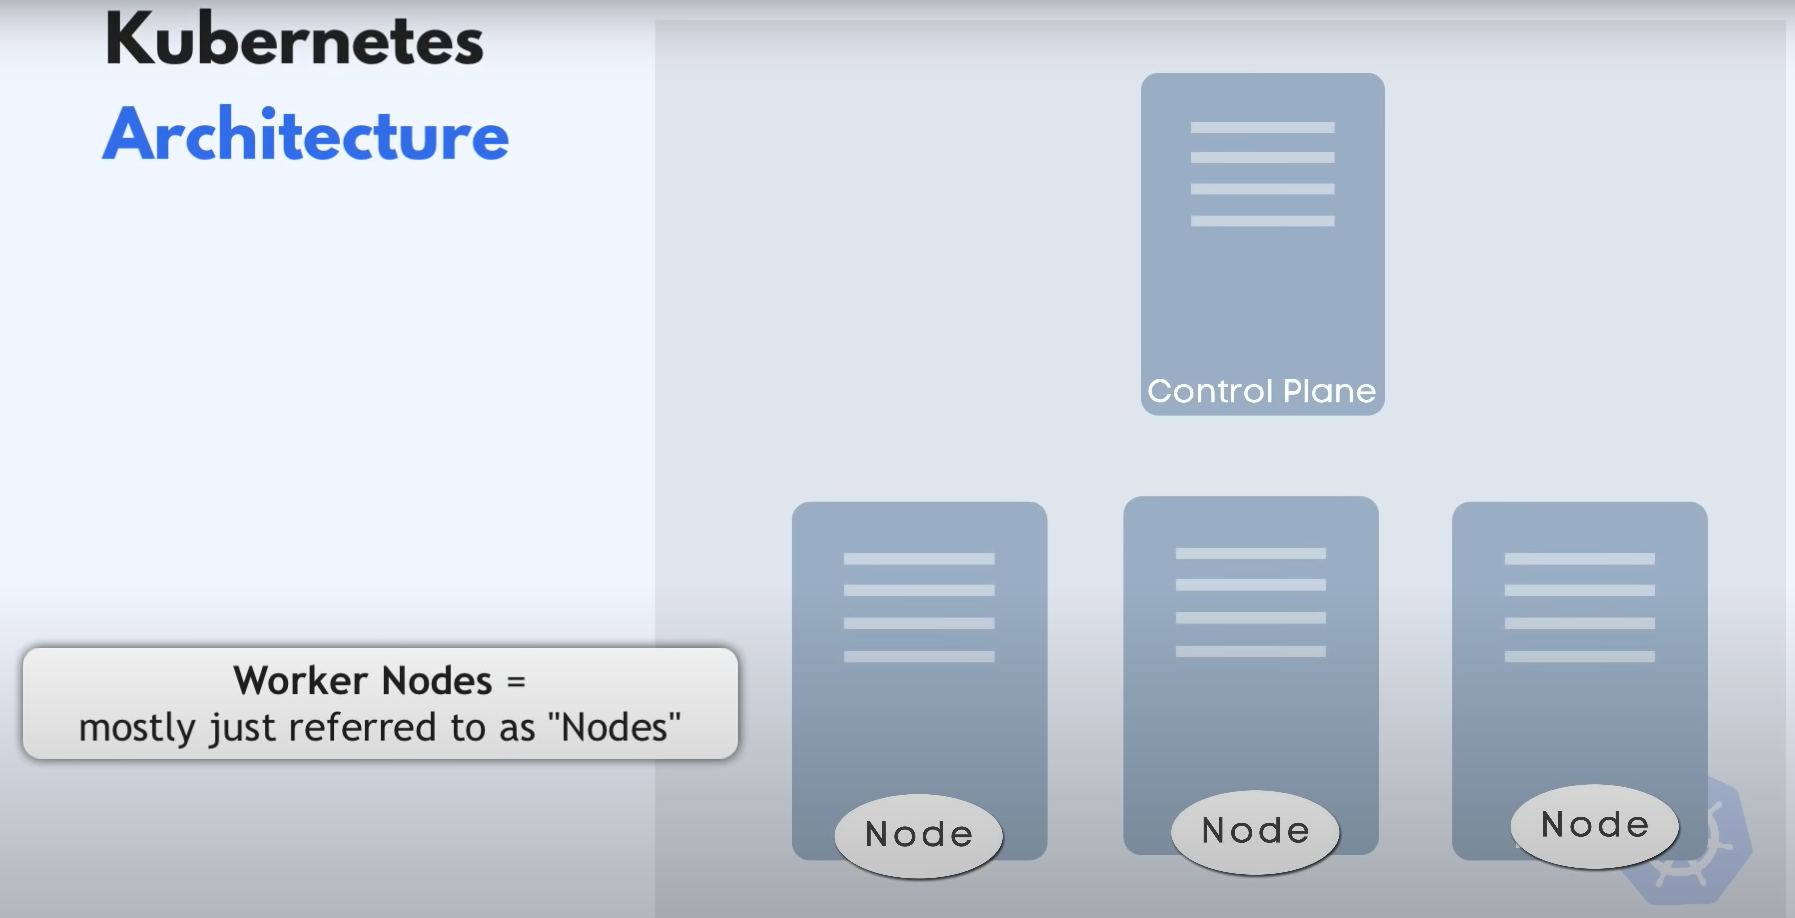 Kubernetes
Architecture
Control Plane
Worker Nodes =
mostly just referred to as "Nodes"
Node
Node
Node